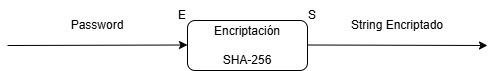 Password
E
Encriptación
SHA-256
S
String Encriptado